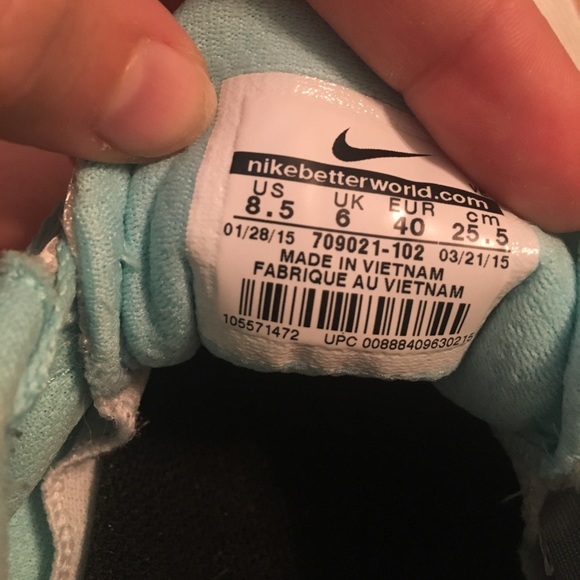 nikebetterworld.com
US UK EUR cm
8.5 6 40 25.5
01/28/15 709021-102 03/21/15
MADE IN VIETNAM
FABRIQUE AU VIETNAM
105571472 UPC 00888409630215